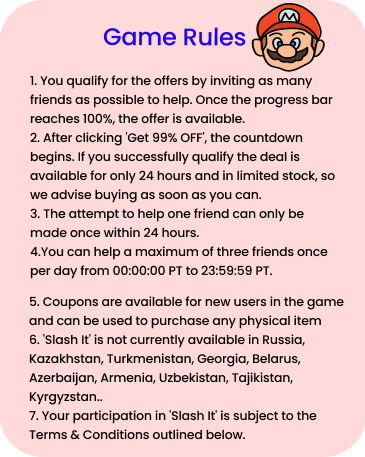 Game Rules
M
1. You qualify for the offers by inviting as many
friends as possible to help. Once the progress bar
reaches 100%, the offer is available.
2. After clicking 'Get 99% OFF', the countdown
begins. If you successfully qualify the deal is
available for only 24 hours and in limited stock, so
we advise buying as soon as you can.
3. The attempt to help one friend can only be
made once within 24 hours.
4.You can help a maximum of three friends once
per day from 00:00:00 PT to 23:59:59 PT.
5. Coupons are available for new users in the game
and can be used to purchase any physical item
6. 'Slash It' is not currently available in Russia,
Kazakhstan, Turkmenistan, Georgia, Belarus,
Azerbaijan, Armenia, Uzbekistan, Tajikistan,
Kyrgyzstan..
7. Your participation in 'Slash It' is subject to the
Terms & Conditions outlined below.